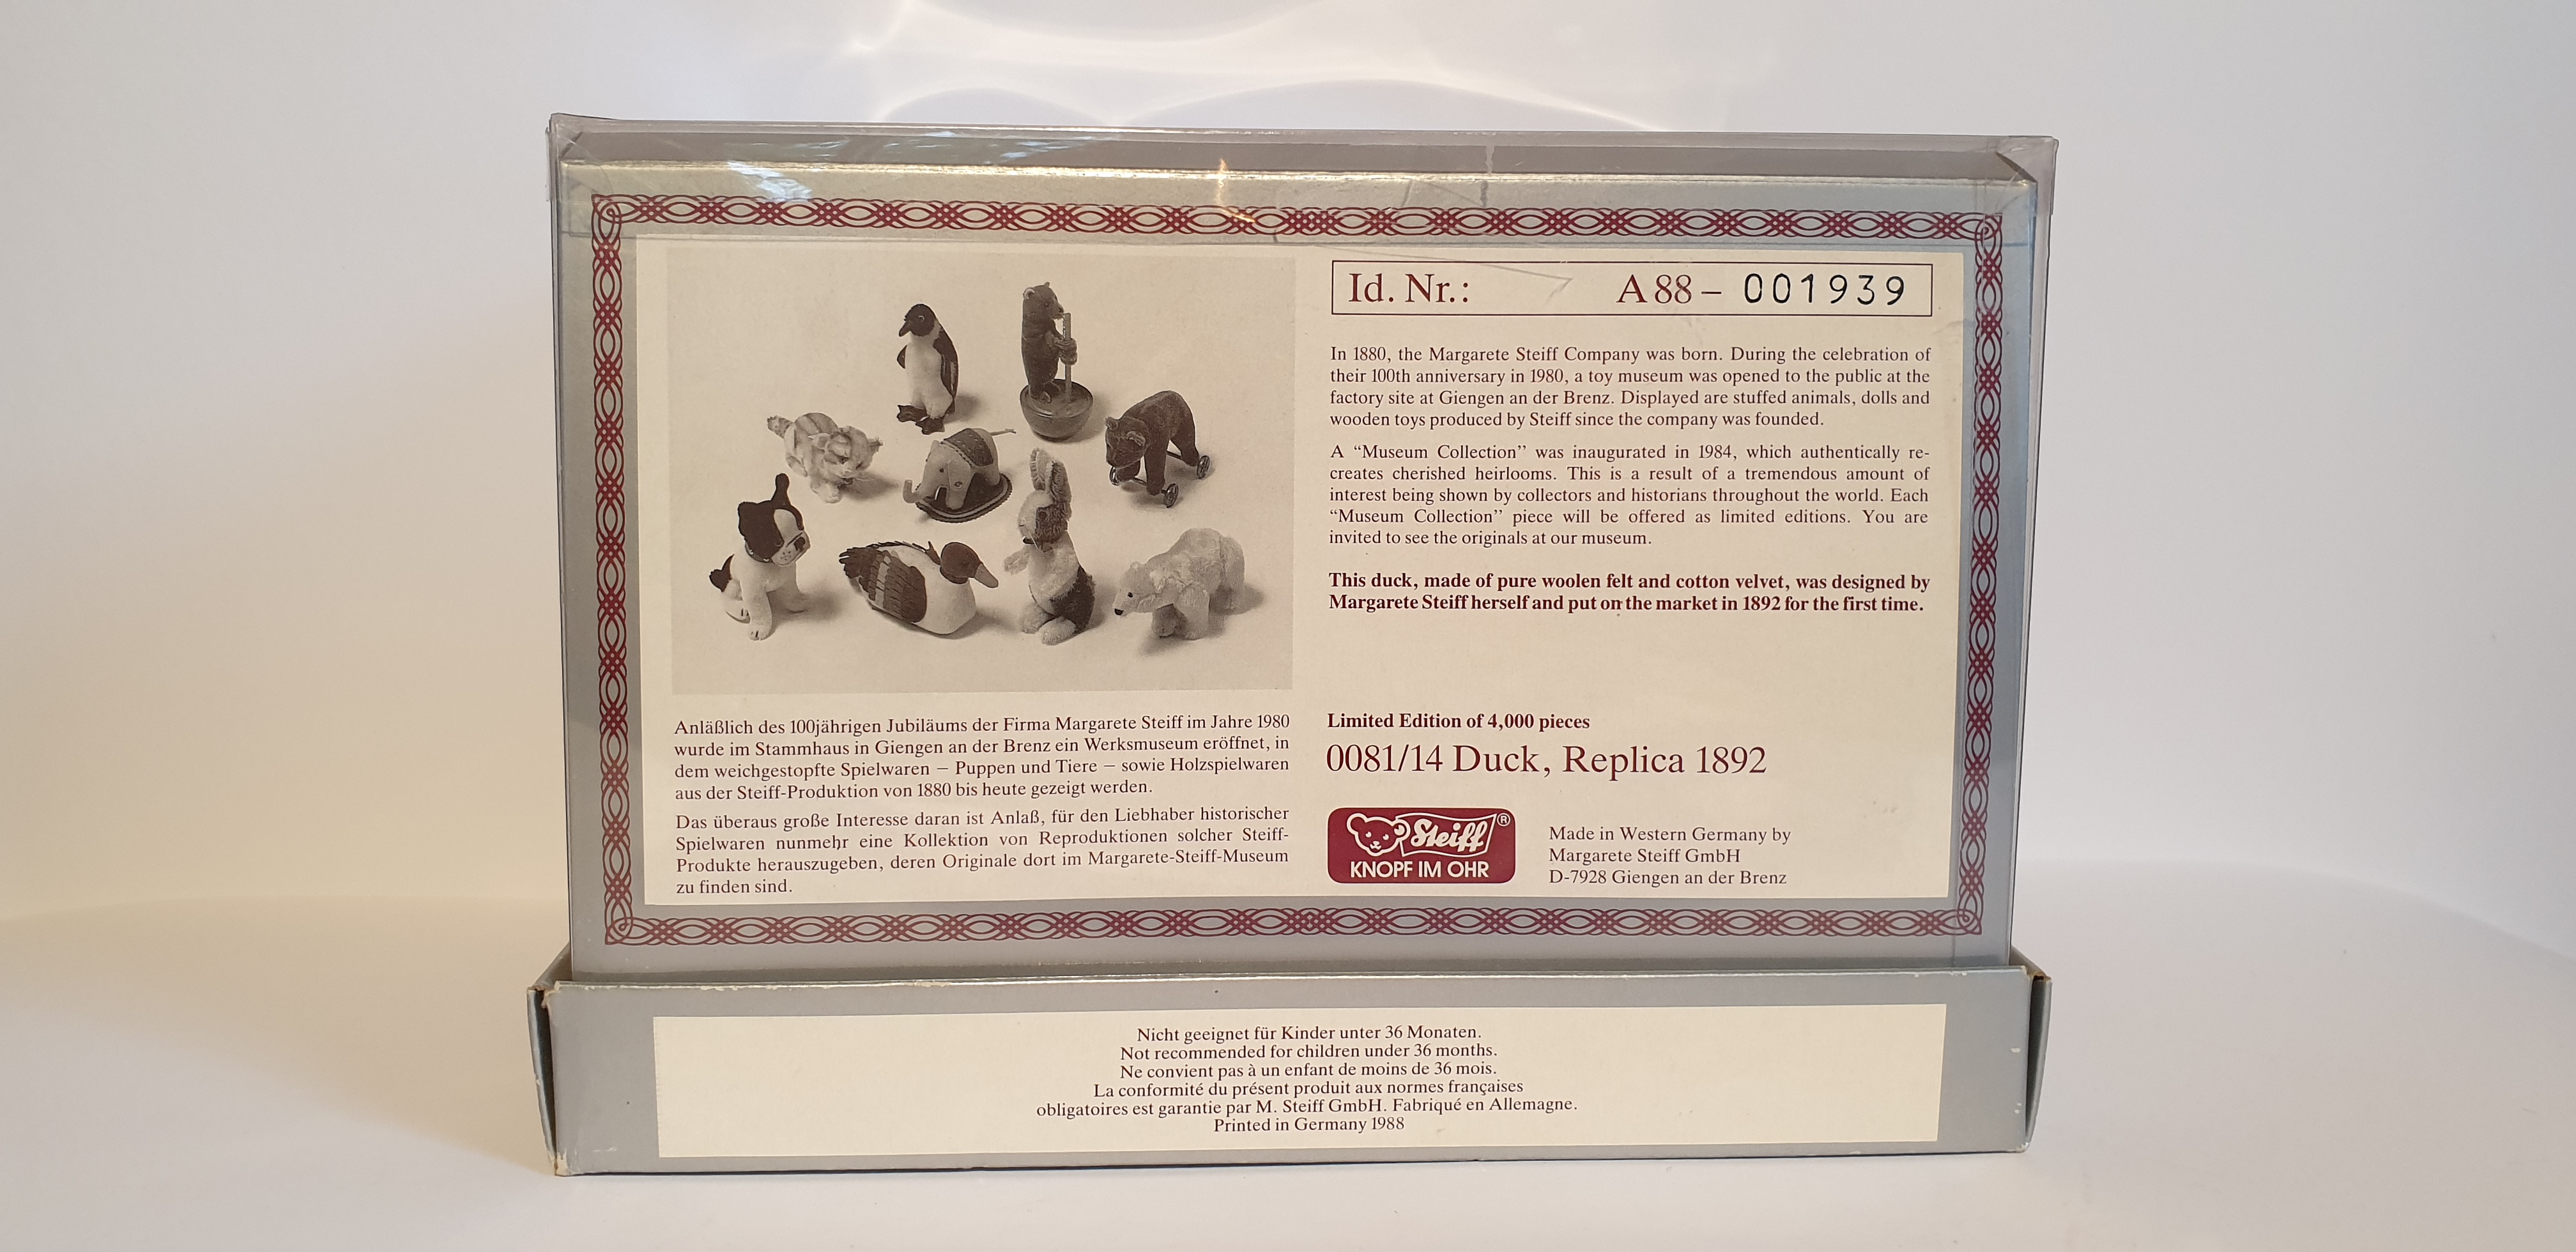 Id. Nr.: A 88 – 001939
In 1880, the Margarete Steiff Company was born. During the celebration of
their 100th anniversary in 1980, a toy museum was opened to the public at the
factory site at Giengen an der Brenz. Displayed are stuffed animals, dolls and
wooden toys produced by Steiff since the company was founded.
A “Museum Collection” was inaugurated in 1984, which authentically re-
creates cherished heirlooms. This is a result of a tremendous amount of
interest being shown by collectors and historians throughout the world. Each
“Museum Collection” piece will be offered as limited editions. You are
invited to see the originals at our museum.
This duck, made of pure woolen felt and cotton velvet, was designed by
Margarete Steiff herself and put on the market in 1892 for the first time.
Anläßlich des 100jährigen Jubiläums der Firma Margarete Steiff im Jahre 1980
wurde im Stammhaus in Giengen an der Brenz ein Werksmuseum eröffnet, in
dem weichgestopfte Spielwaren – Puppen und Tiere – sowie Holzspielwaren
aus der Steiff-Produktion von 1880 bis heute gezeigt werden.
Das überaus große Interesse daran ist Anlaß, für den Liebhaber historischer
Spielwaren nunmehr eine Kollektion von Reproduktionen solcher Steiff-
Produkte herauszugeben, deren Originale dort im Margarete-Steiff-Museum
zu finden sind.
Limited Edition of 4,000 pieces
0081/14 Duck, Replica 1892
Steiff ®
KNOPF IM OHR
Made in Western Germany by
Margarete Steiff GmbH
D-7928 Giengen an der Brenz
Nicht geeignet für Kinder unter 36 Monaten.
Not recommended for children under 36 months.
Ne convient pas à un enfant de moins de 36 mois.
La conformité du présent produit aux normes françaises
obligatoires est garantie par M. Steiff GmbH. Fabriqué en Allemagne.
Printed in Germany 1988